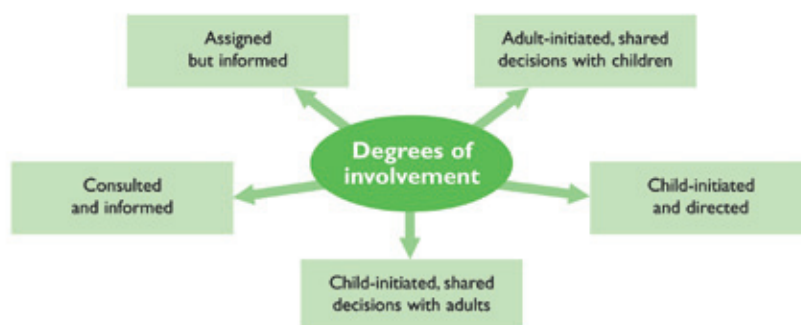 Assigned
but informed
Adult-initiated, shared
decisions with children
Degrees of
involvement
Consulted
and informed
Child-initiated
and directed
Child-initiated, shared
decisions with adults